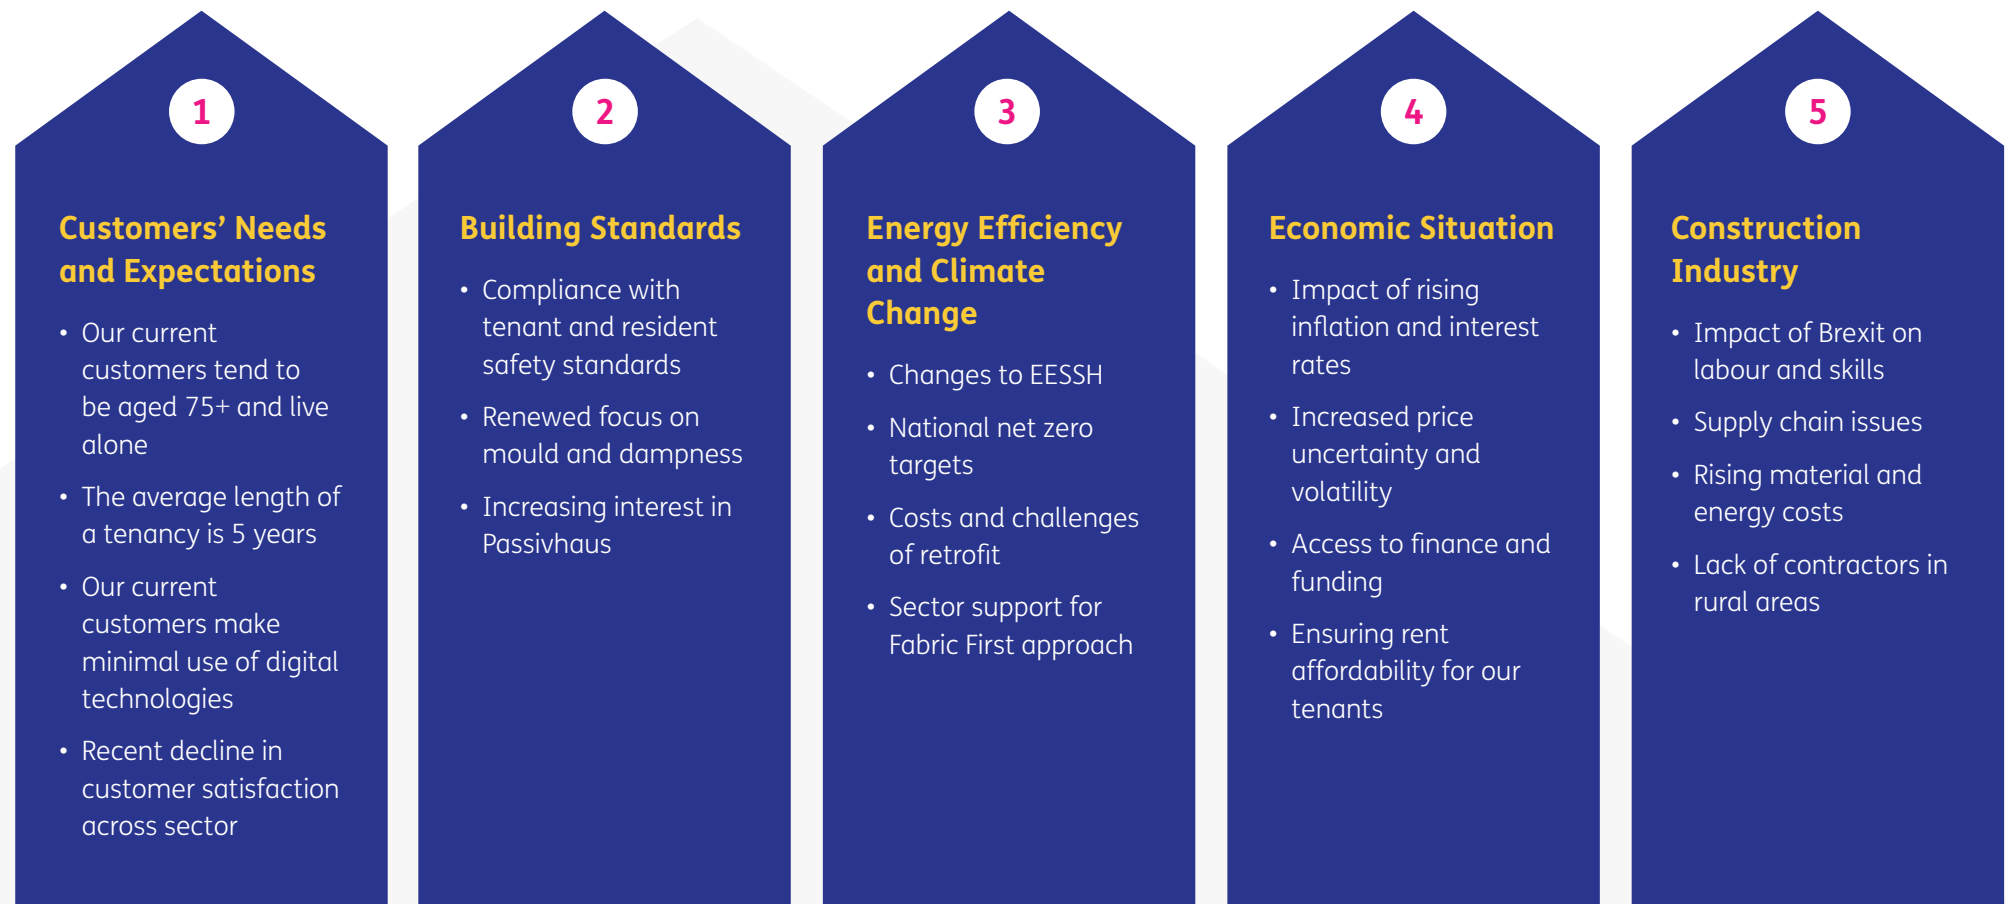 1
Customers’ Needs
and Expectations
• Our current
customers tend to
be aged 75+ and live
alone
• The average length of
a tenancy is 5 years
• Our current
customers make
minimal use of digital
technologies
• Recent decline in
customer satisfaction
across sector
2
Building Standards
• Compliance with
tenant and resident
safety standards
• Renewed focus on
mould and dampness
• Increasing interest in
Passivhaus
3
Energy Efficiency
and Climate
Change
• Changes to EESSH
• National net zero
targets
• Costs and challenges
of retrofit
• Sector support for
Fabric First approach
4
Economic Situation
• Impact of rising
inflation and interest
rates
• Increased price
uncertainty and
volatility
• Access to finance and
funding
• Ensuring rent
affordability for our
tenants
5
Construction
Industry
• Impact of Brexit on
labour and skills
• Supply chain issues
• Rising material and
energy costs
• Lack of contractors in
rural areas